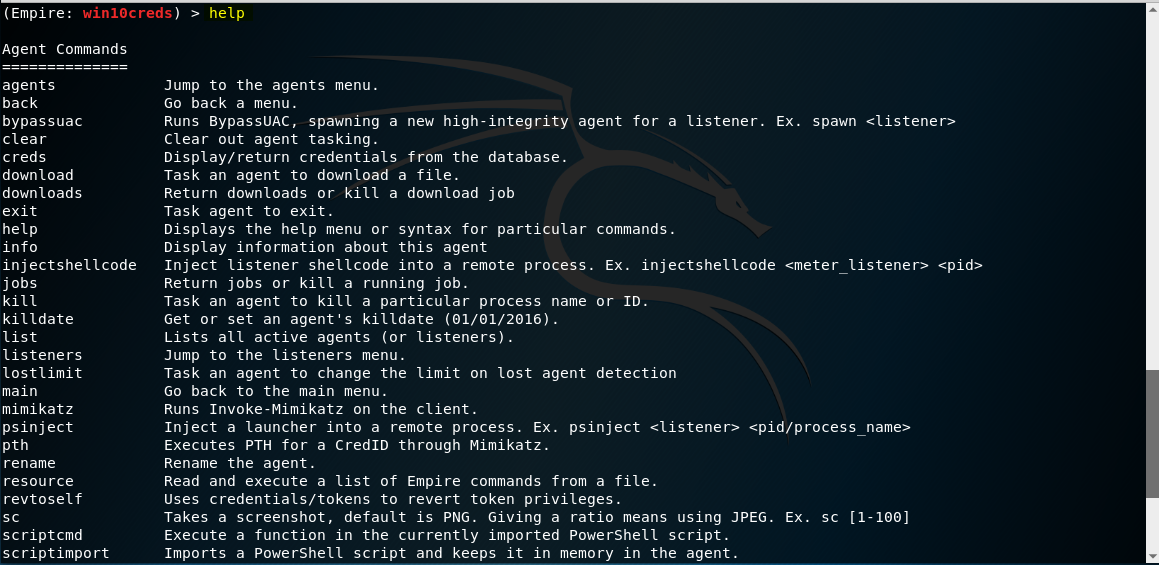 (Empire: win10creds) > help
Agent Commands
==============
agents Jump to the agents menu.
back Go back a menu.
bypassuac Runs BypassUAC, spawning a new high-integrity agent for a listener. Ex. spawn <listener>
clear Clear out agent tasking.
creds Display/return credentials from the database.
download Task an agent to download a file.
downloads Return downloads or kill a download job
exit Task agent to exit.
help Displays the help menu or syntax for particular commands.
info Display information about this agent
injectshellcode Inject listener shellcode into a remote process. Ex. injectshellcode <meter_listener> <pid>
jobs Return jobs or kill a running job.
kill Task an agent to kill a particular process name or ID.
killdate Get or set an agent's killdate (01/01/2016).
list Lists all active agents (or listeners).
listeners Jump to the listeners menu.
lostlimit Task an agent to change the limit on lost agent detection
main Go back to the main menu.
mimikatz Runs Invoke-Mimikatz on the client.
psinject Inject a launcher into a remote process. Ex. psinject <listener> <pid/process_name>
pth Executes PTH for a CredID through Mimikatz.
rename Rename the agent.
resource Read and execute a list of Empire commands from a file.
revtoself Uses credentials/tokens to revert token privileges.
sc Takes a screenshot, default is PNG. Giving a ratio means using JPEG. Ex. sc [1-100]
scriptcmd Execute a function in the currently imported PowerShell script.
scriptimport Imports a PowerShell script and keeps it in memory in the agent.